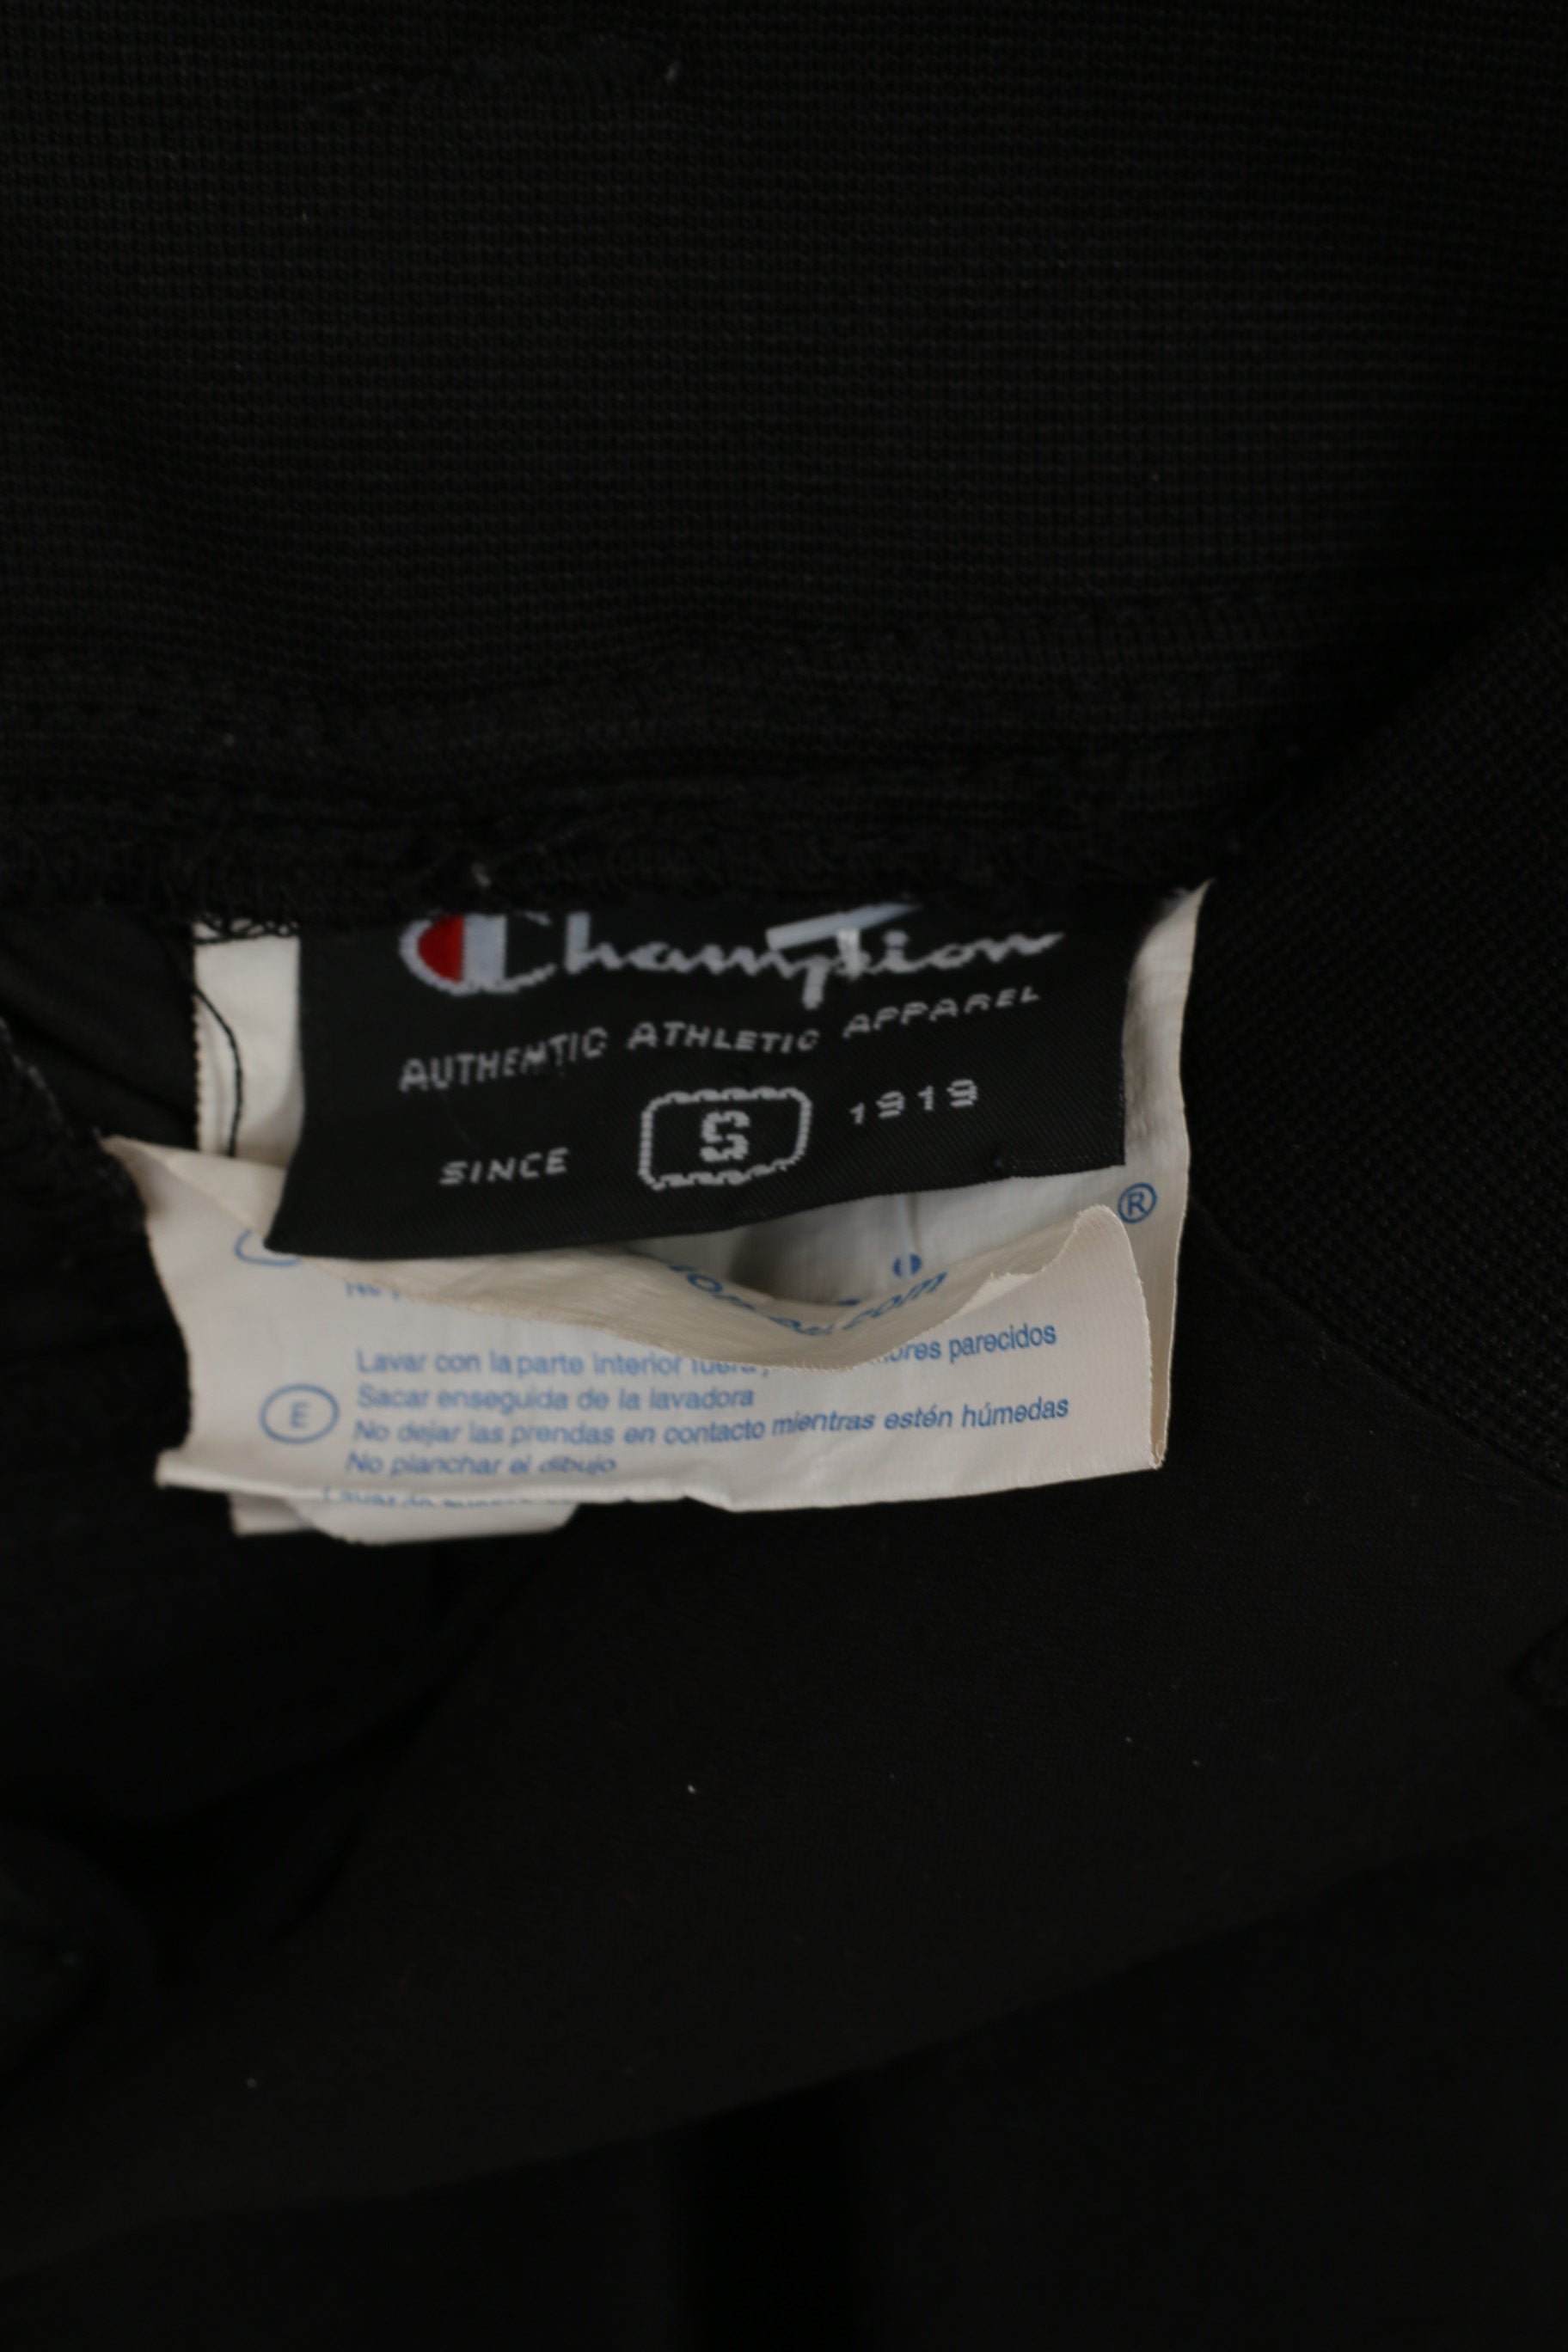 Champion
AUTHENTIC ATHLETIC APPAREL
SINCE S 1919
®
.com
Lavar con la parte interior fuera parecidos
E Sacar enseguida de la lavadora
No dejar las prendas en contacto mientras estén húmedas
No planchar el dibujo